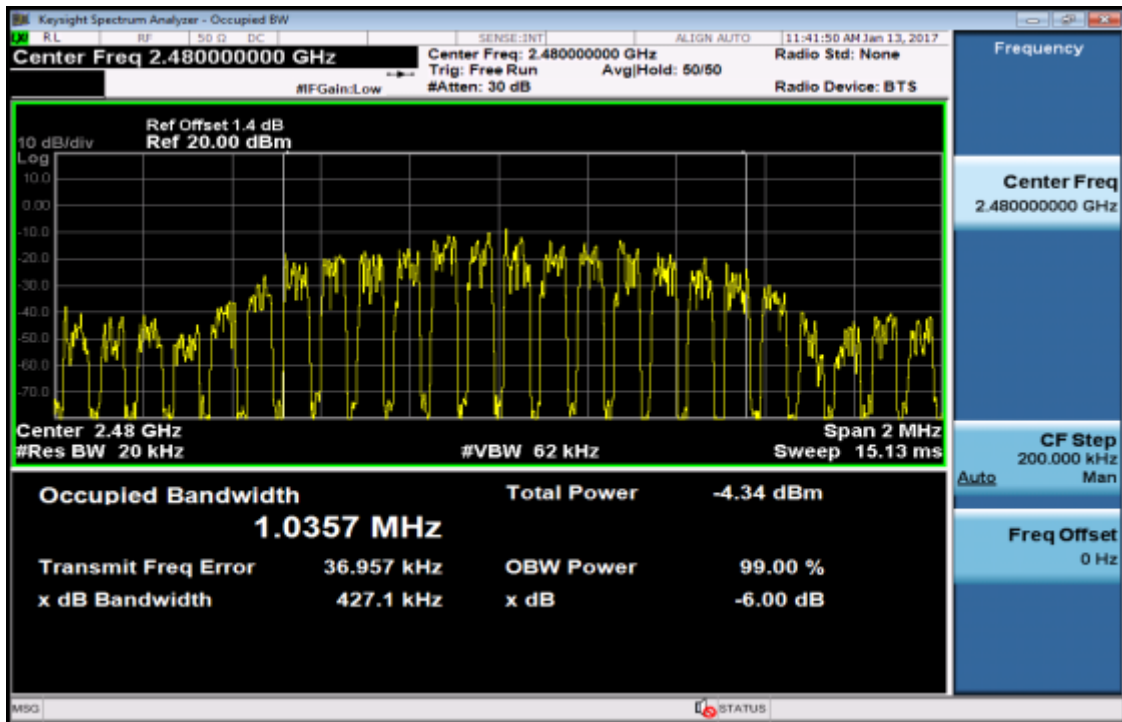 Keysight Spectrum Analyzer - Occupied BW
RL RF 50 Ω DC SENSE:INT ALIGN AUTO 11:41:50 AM Jan 13, 2017
Center Freq 2.480000000 GHz
#IFGain:Low
Center Freq: 2.480000000 GHz
Trig: Free Run Avg|Hold: 50/50
#Atten: 30 dB
Radio Std: None
Radio Device: BTS
Ref Offset 1.4 dB
10 dB/div Ref 20.00 dBm
Log
10.0
0.00
-10.0
-20.0
-30.0
-40.0
-50.0
-60.0
-70.0
Center 2.48 GHz Span 2 MHz
#Res BW 20 kHz #VBW 62 kHz Sweep 15.13 ms
Occupied Bandwidth Total Power -4.34 dBm
1.0357 MHz
Transmit Freq Error 36.957 kHz OBW Power 99.00 %
x dB Bandwidth 427.1 kHz x dB -6.00 dB
Frequency
Center Freq
2.480000000 GHz
CF Step
200.000 kHz
Auto Man
Freq Offset
0 Hz
MSG STATUS